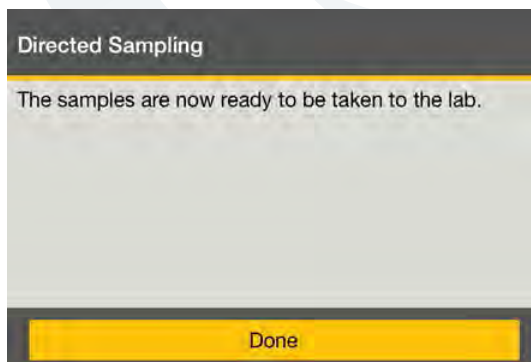 Directed Sampling
The samples are now ready to be taken to the lab.
Done